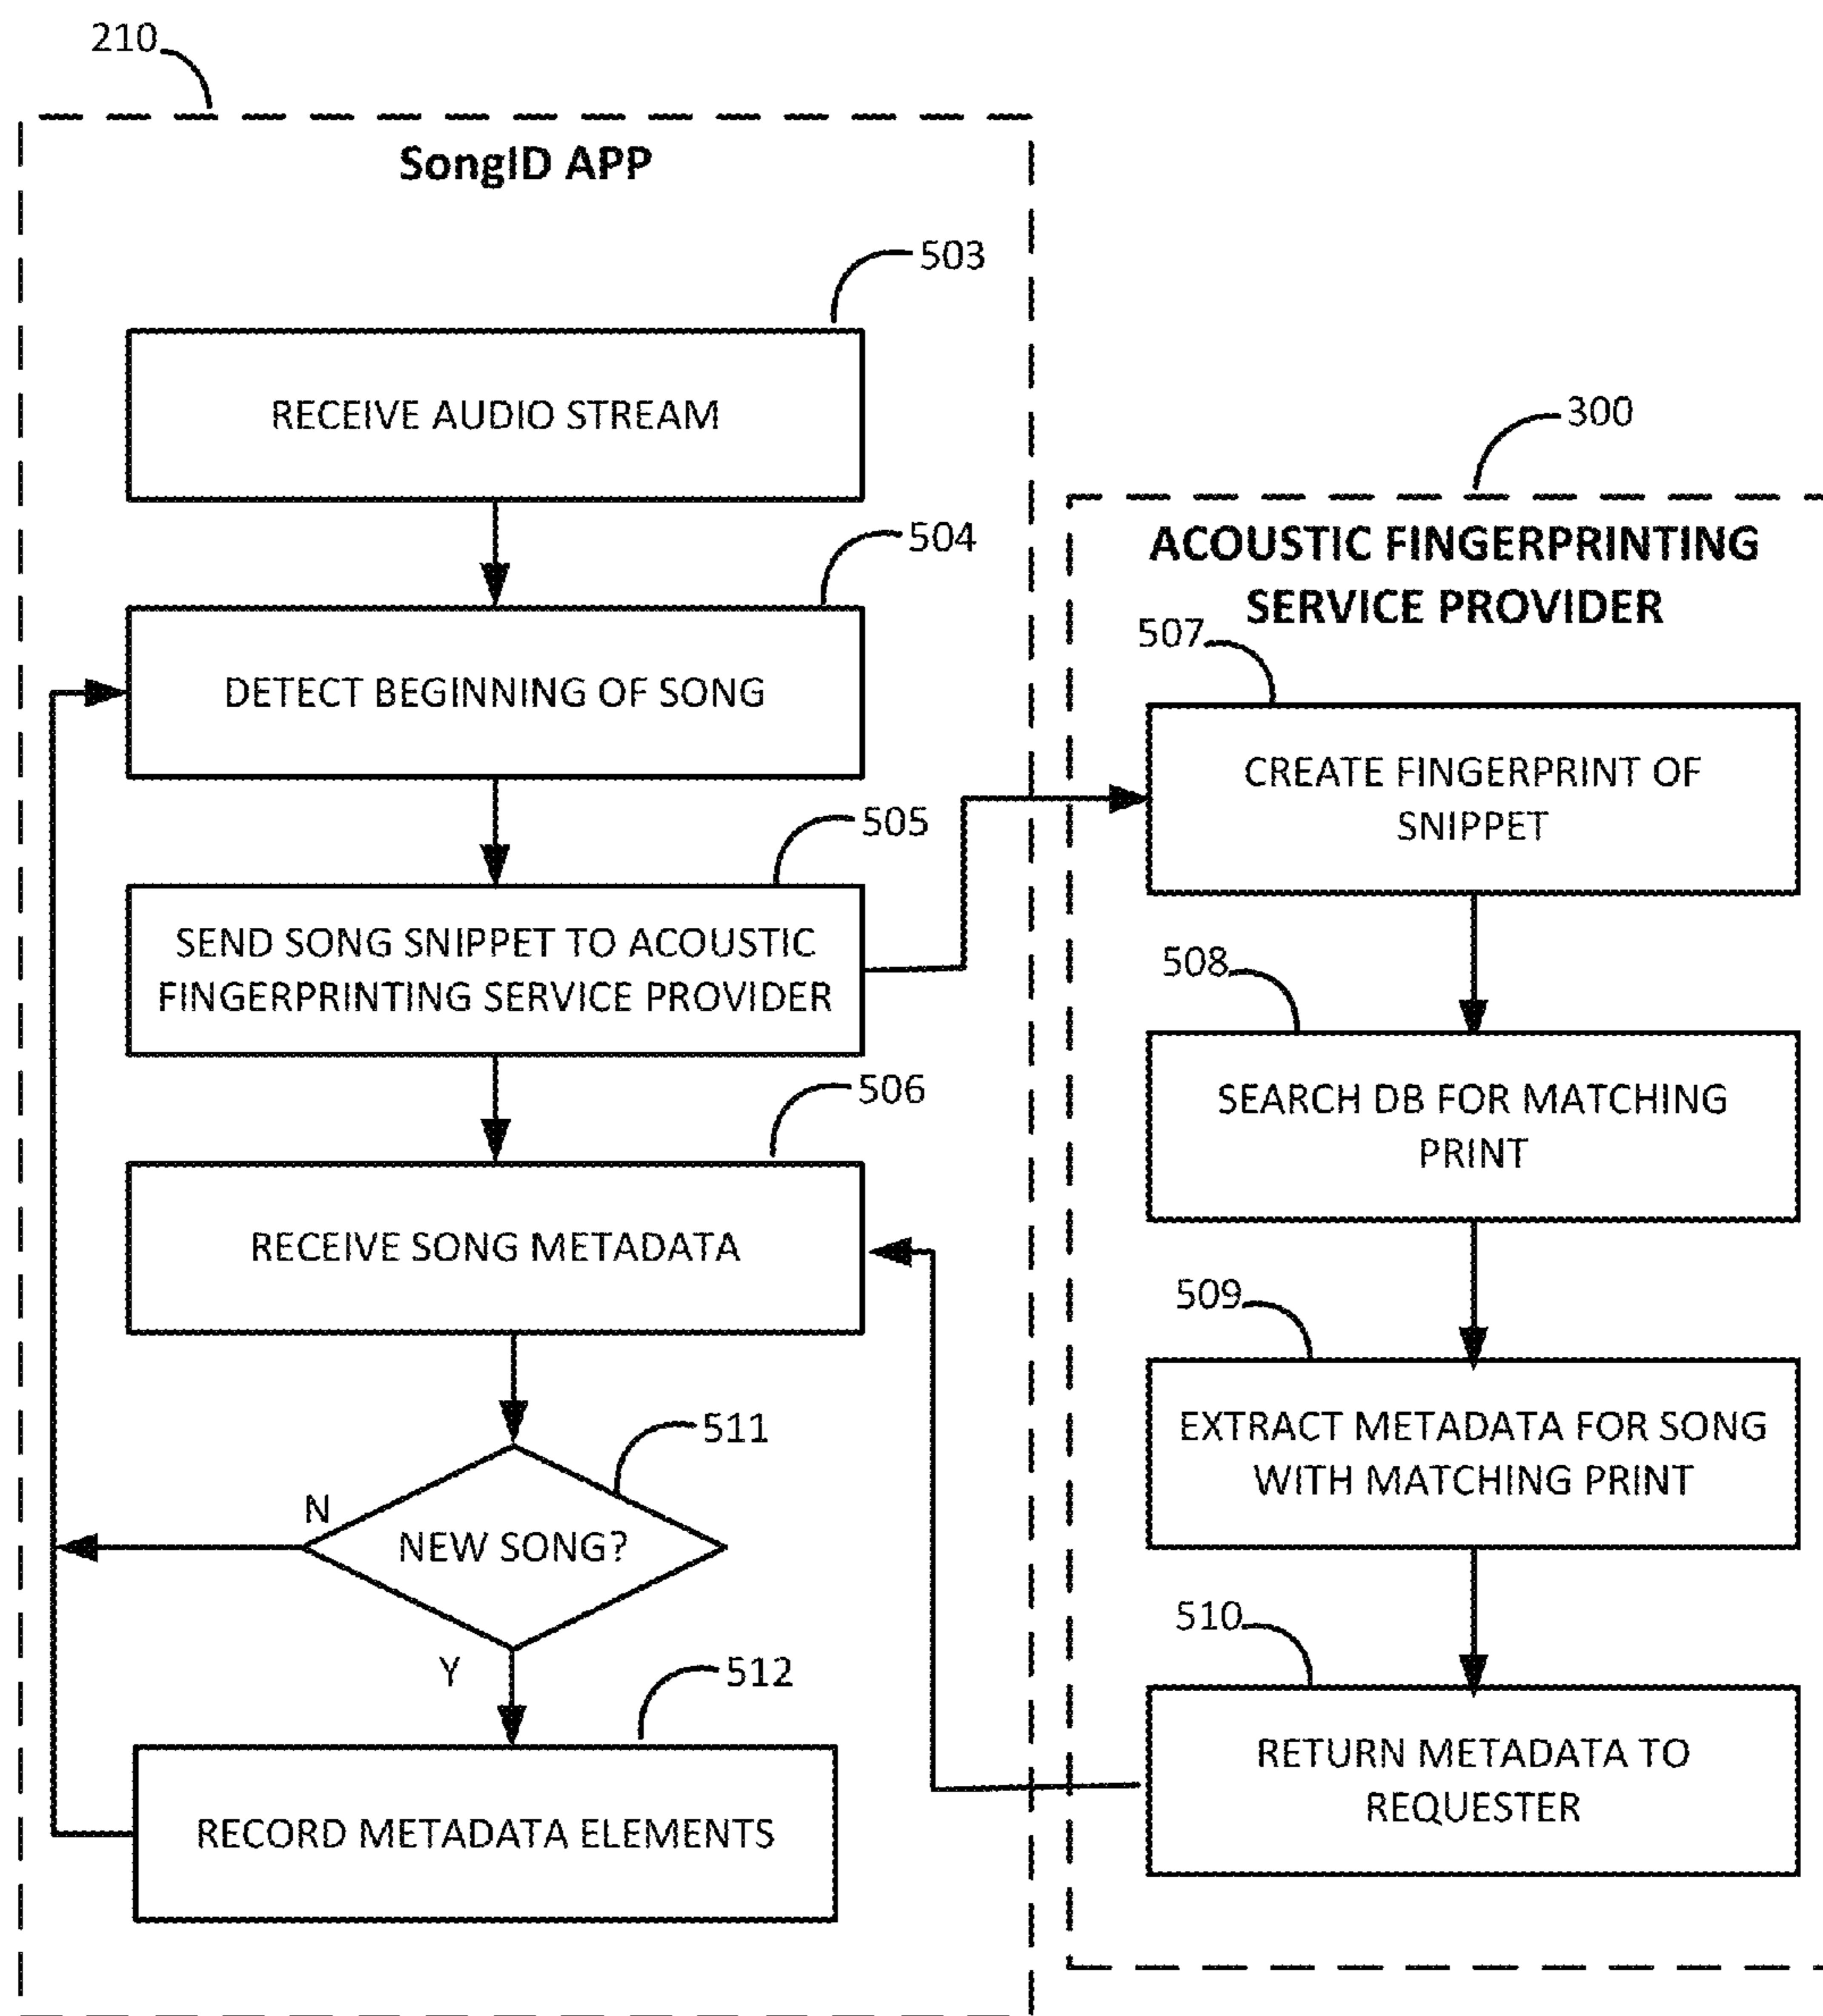 210
SongID APP
503
RECEIVE AUDIO STREAM
504
DETECT BEGINNING OF SONG
505
SEND SONG SNIPPET TO ACOUSTIC
FINGERPRINTING SERVICE PROVIDER
506
RECEIVE SONG METADATA
511
N
NEW SONG?
Y
512
RECORD METADATA ELEMENTS
300
ACOUSTIC FINGERPRINTING
SERVICE PROVIDER
507
CREATE FINGERPRINT OF
SNIPPET
508
SEARCH DB FOR MATCHING
PRINT
509
EXTRACT METADATA FOR SONG
WITH MATCHING PRINT
510
RETURN METADATA TO
REQUESTER